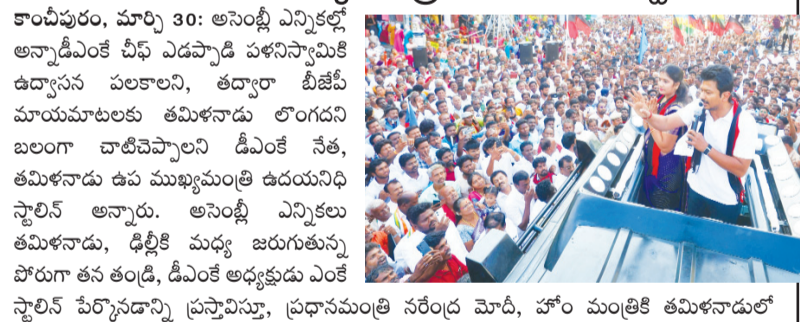 కాంచీపురం, మార్చి 30: అసెంబ్లీ ఎన్నికల్లో
అన్నాడీఎంకే చీఫ్ ఎడప్పాడి పళనిస్వామికి
ఉద్వాసన పలకాలని, తద్వారా బీజేపీ
మాయమాటలకు తమిళనాడు లొంగదని
బలంగా చాటిచెప్పాలని డీఎంకే నేత,
తమిళనాడు ఉప ముఖ్యమంత్రి ఉదయనిధి
స్టాలిన్ అన్నారు. అసెంబ్లీ ఎన్నికలు
తమిళనాడు, ఢిల్లీకి మధ్య జరుగుతున్న
పోరుగా తన తండ్రి, డీఎంకే అధ్యక్షుడు ఎంకే
స్టాలిన్ పేర్కొనడాన్ని ప్రస్తావిస్తూ, ప్రధానమంత్రి నరేంద్ర మోదీ, హోం మంత్రికి తమిళనాడులో